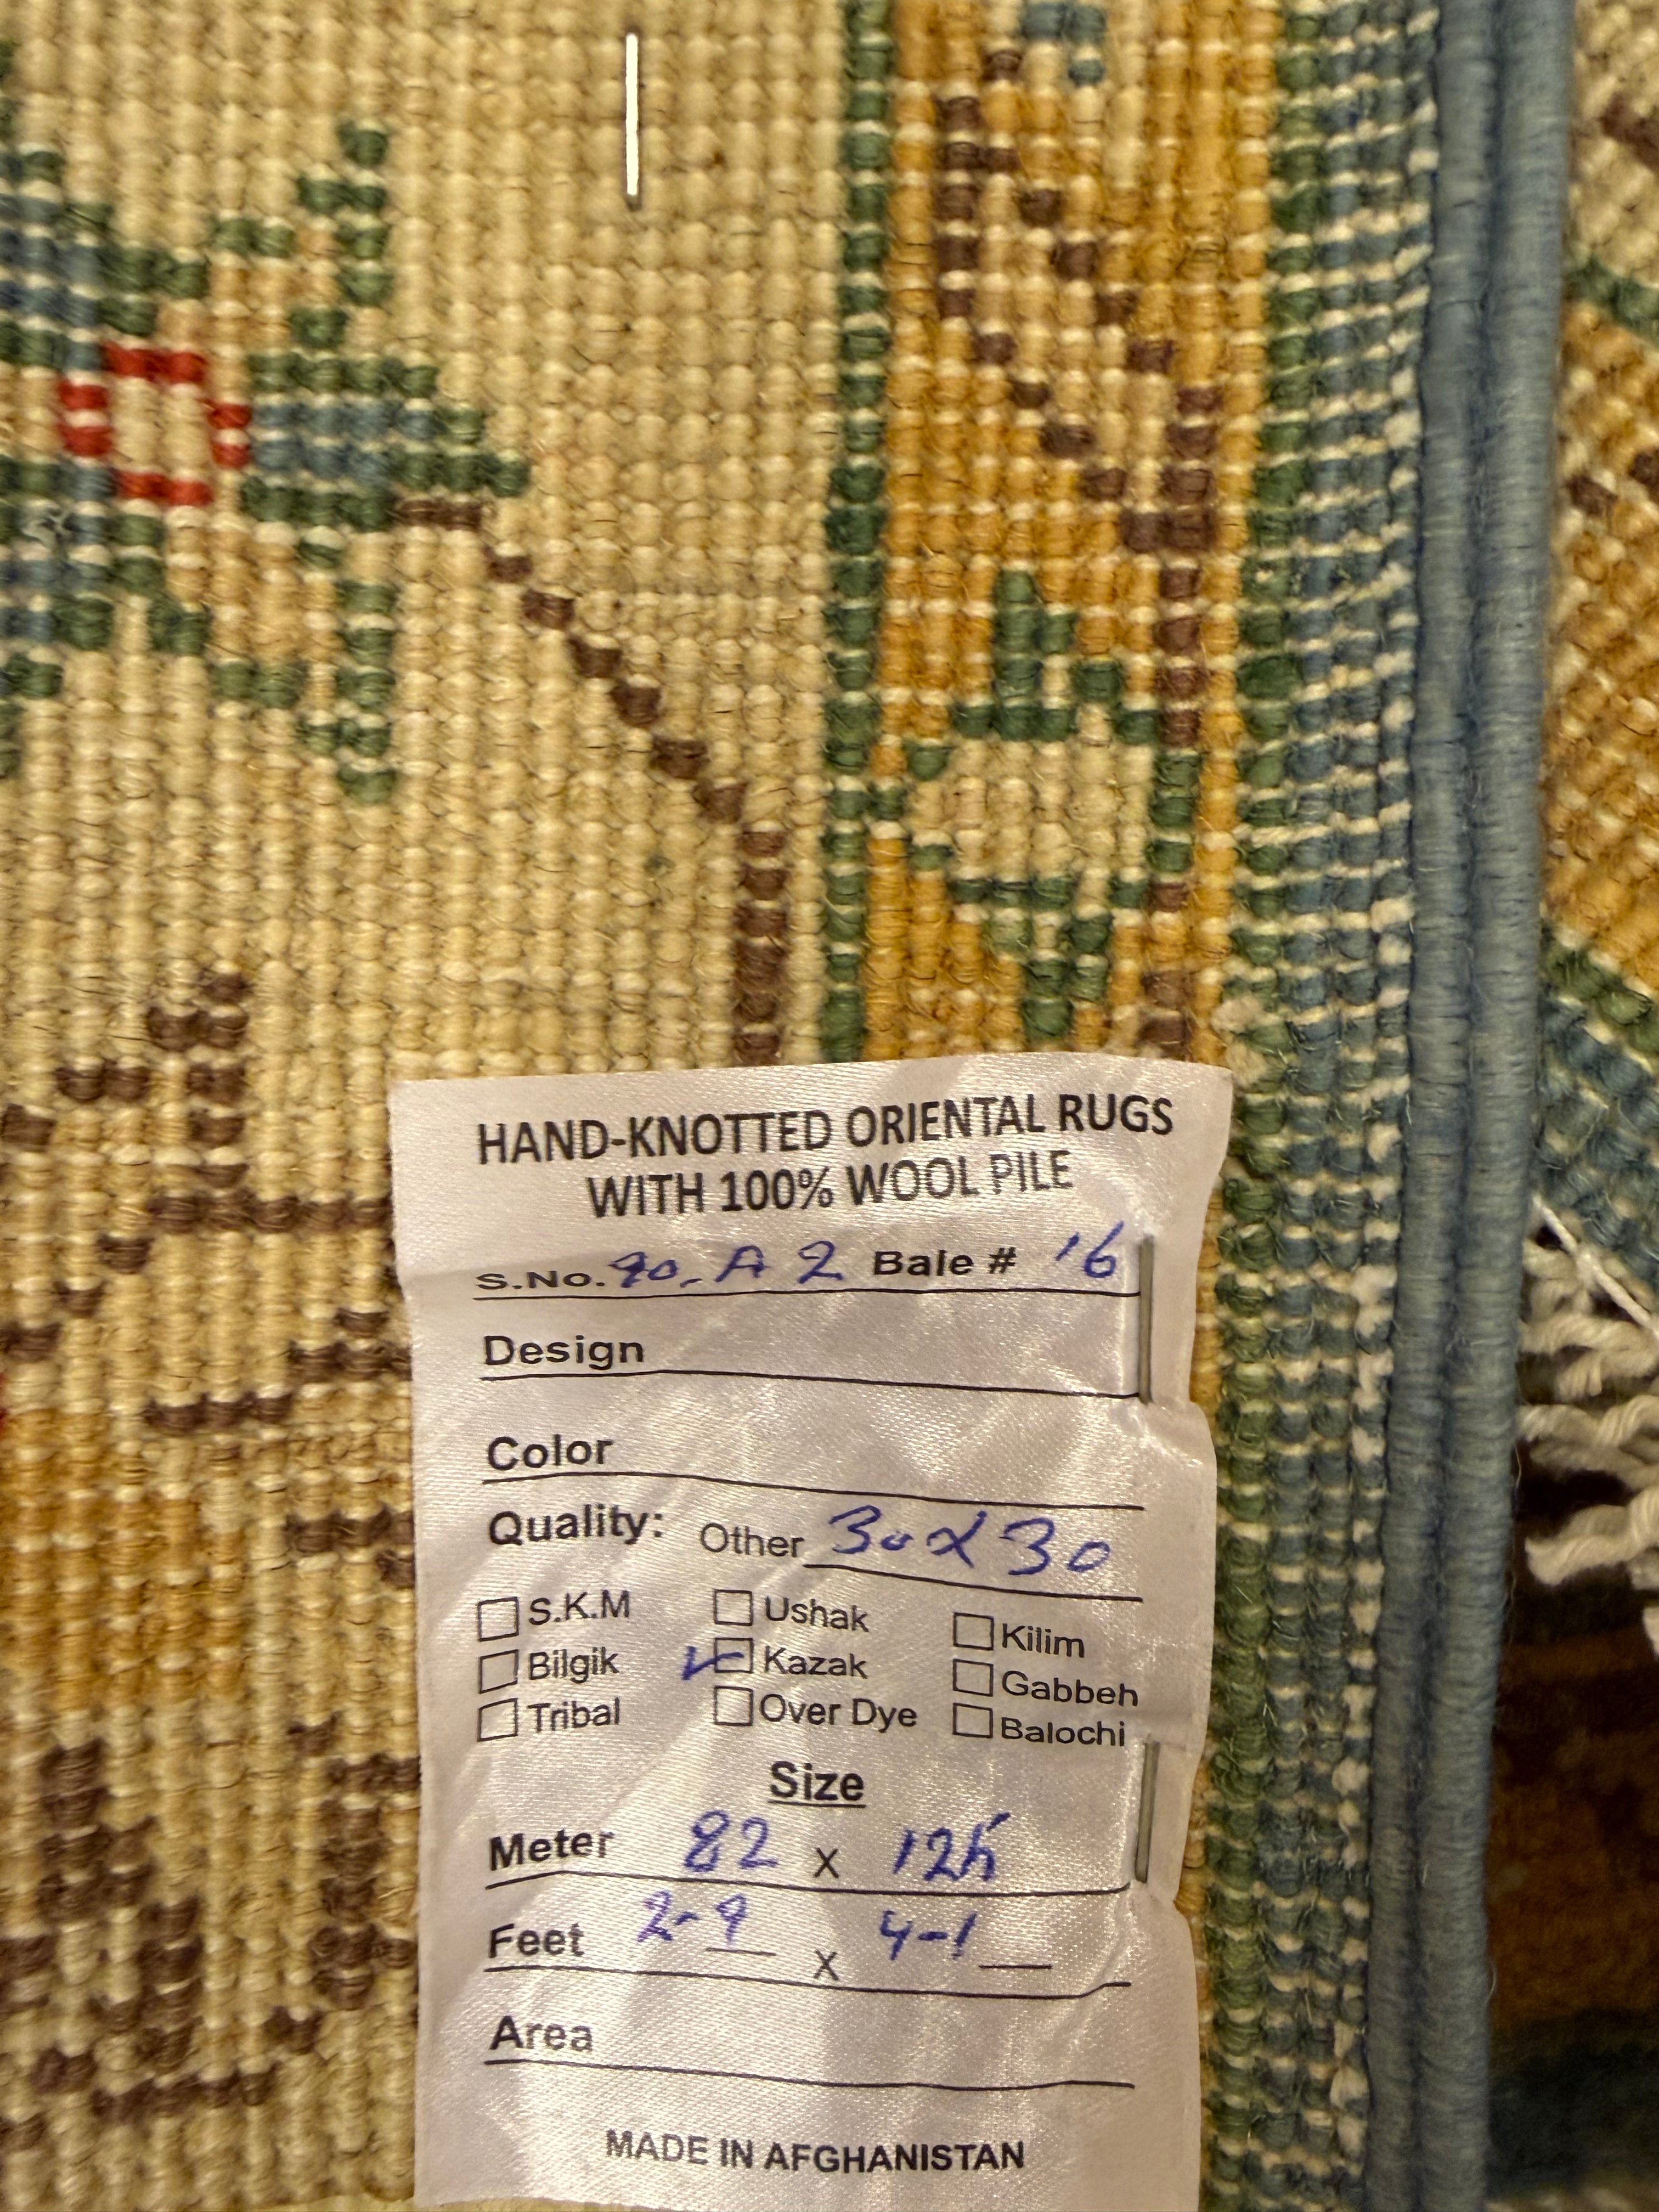 HAND-KNOTTED ORIENTAL RUGS
WITH 100% WOOL PILE
S.No. 90. A 2 Bale # 16
Design
Color
Quality: Other 30x30
S.K.M Ushak Kilim
Bilgik Kazak Gabbeh
Tribal Over Dye Balochi
Size
Meter 82 x 125
Feet 2-9 x 4-1
Area
MADE IN AFGHANISTAN